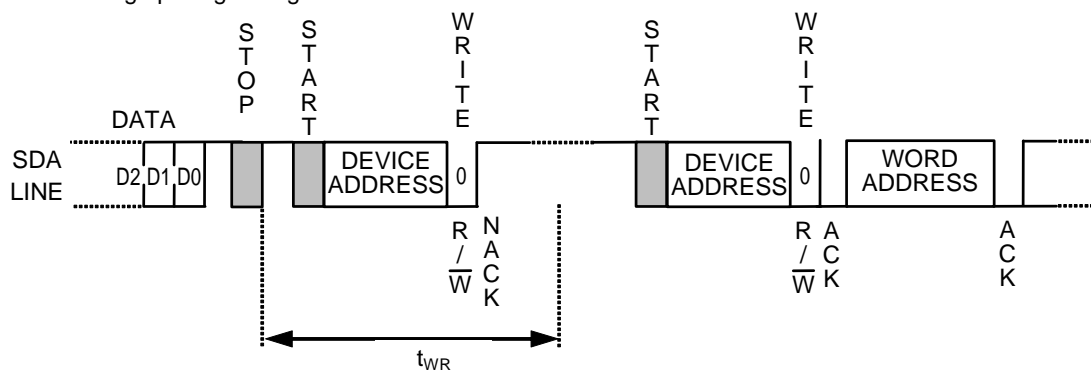 STOP
START
WRITE
START
WRITE
DATA
SDA LINE
D2 D1 D0
DEVICE ADDRESS
0
DEVICE ADDRESS
0
WORD ADDRESS
R/W
NACK
R/W
ACK
ACK
tWR